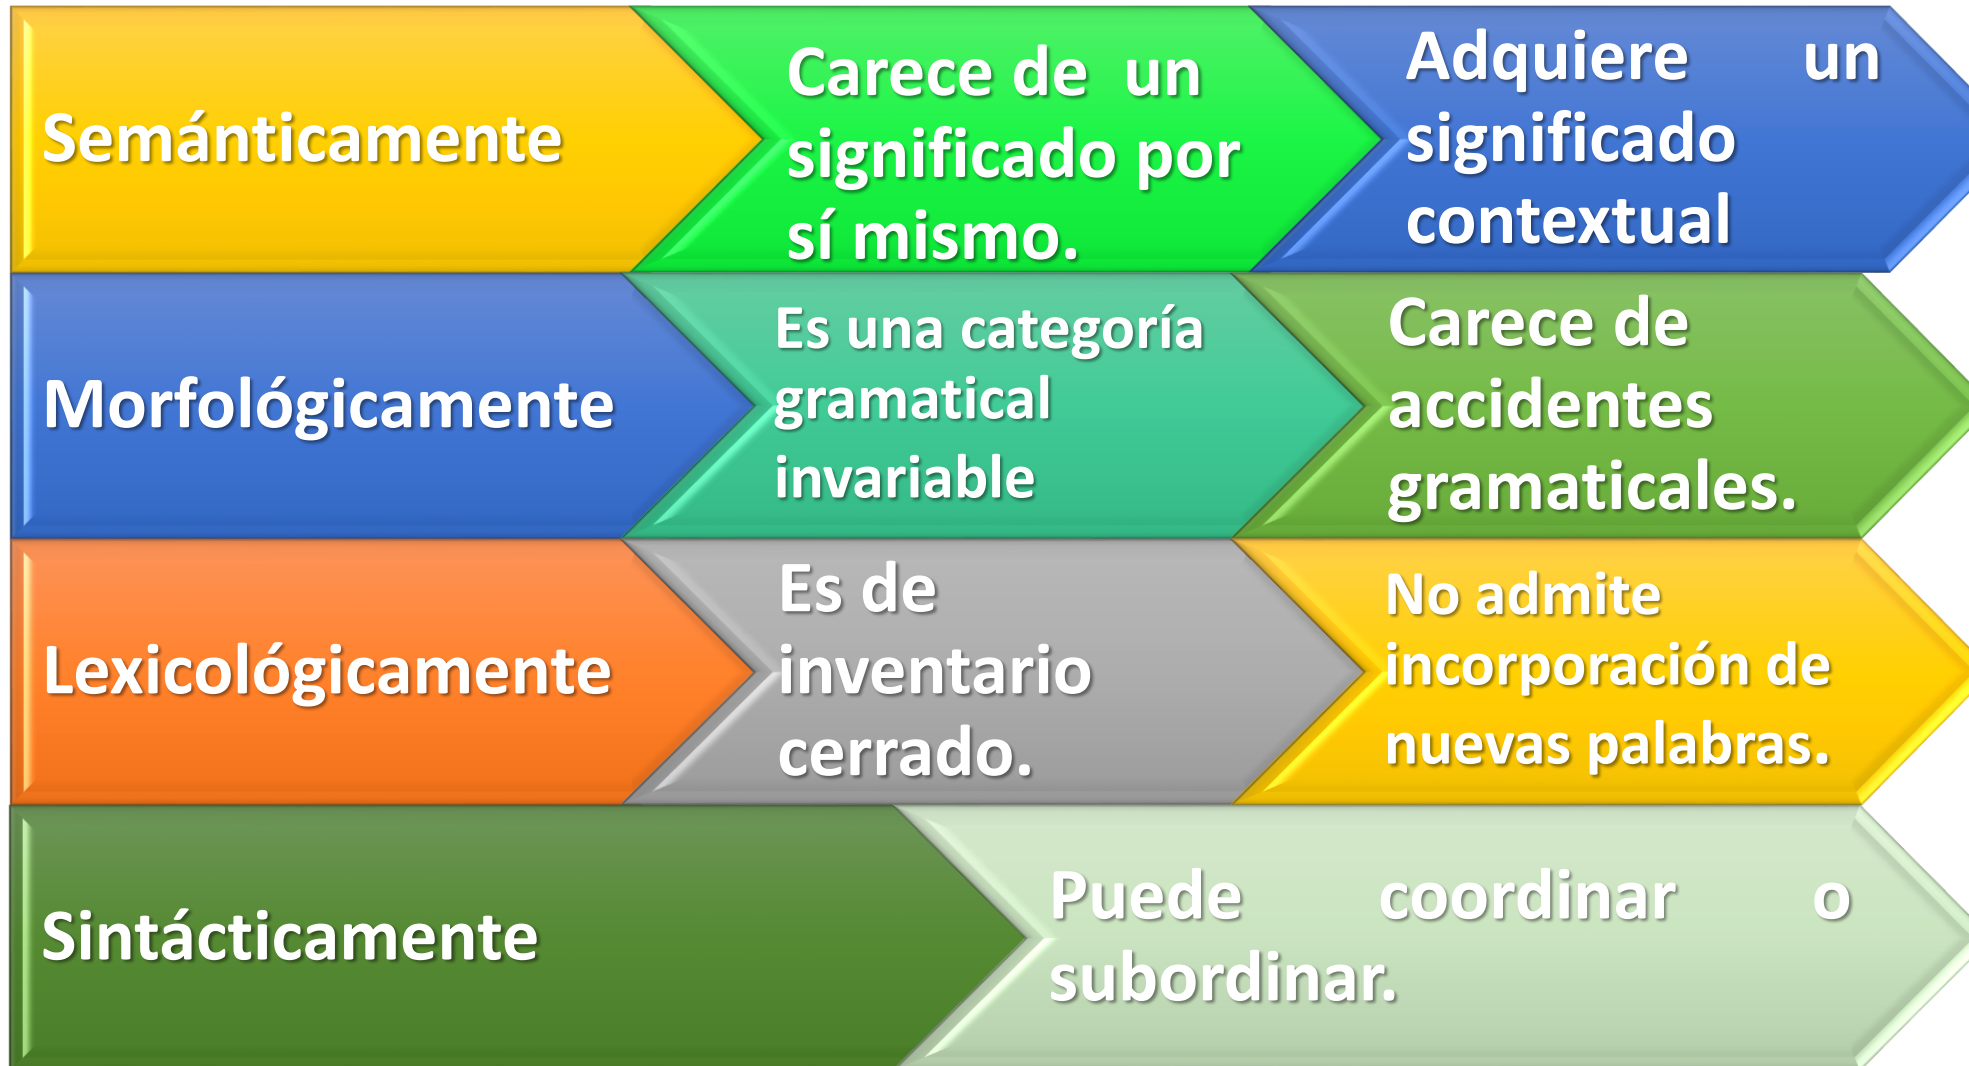 Semánticamente
Carece de un
significado por
sí mismo.
Adquiere un
significado
contextual
Morfológicamente
Es una categoría
gramatical
invariable
Carece de
accidentes
gramaticales.
Lexicológicamente
Es de
inventario
cerrado.
No admite
incorporación de
nuevas palabras.
Sintácticamente
Puede coordinar o
subordinar.